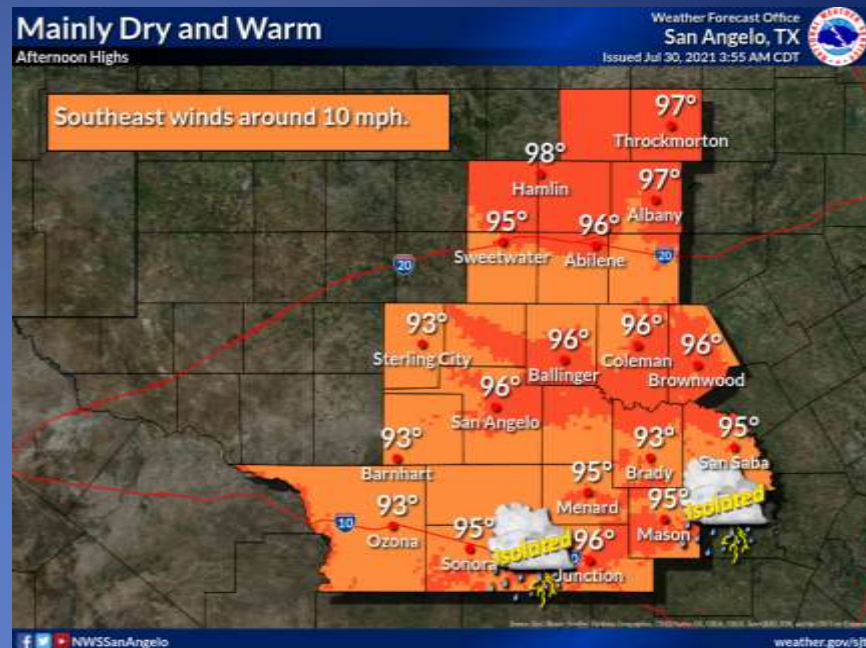 Mainly Dry and Warm
Afternoon Highs
Weather Forecast Office
San Angelo, TX
Issued Jul 30, 2021 3:55 AM CDT
Southeast winds around 10 mph.
97°
Throckmorton
98°
Hamlin
97°
Albany
95°
Sweetwater
96°
Abilene
20
20
93°
Sterling City
96°
Ballinger
96°
Coleman
96°
Brownwood
96°
San Angelo
93°
Barnhart
93°
Brady
95°
San Saba
95°
Menard
95°
Mason
isolated
93°
Ozona
10
95°
Sonora
isolated
96°
Junction
NWSSanAngelo
weather.gov/sjt